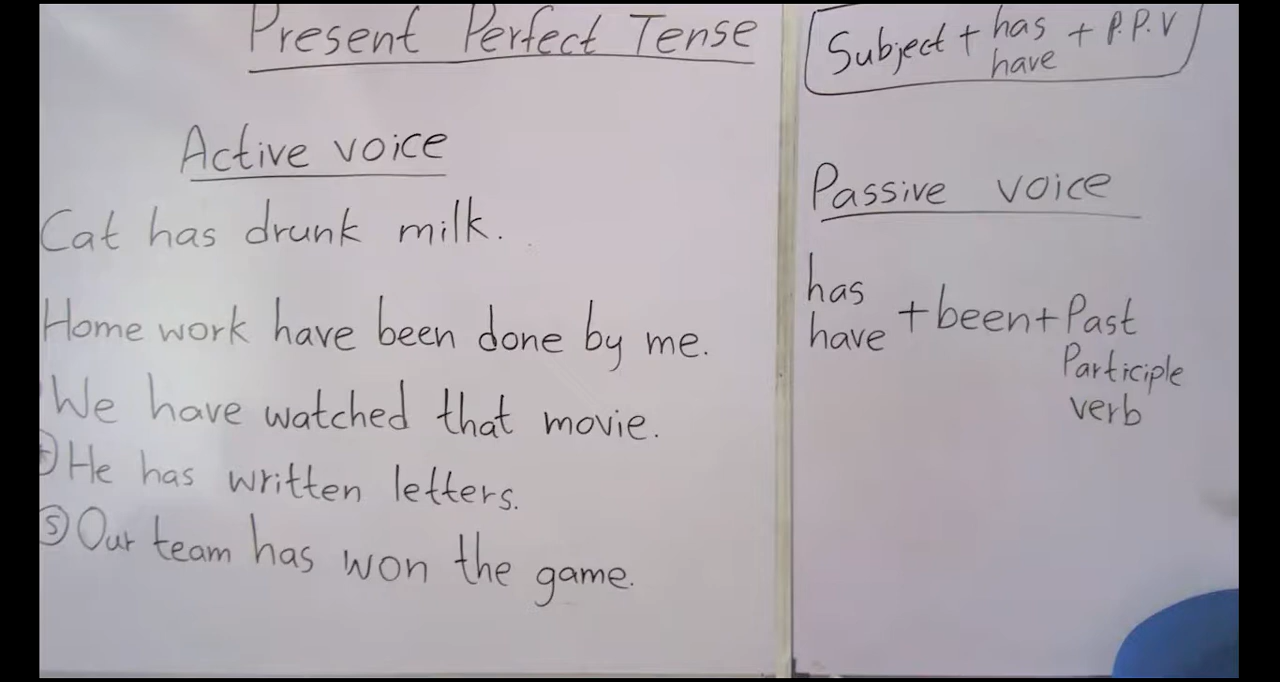 Present Perfect Tense
Active voice
Cat has drunk milk.
Home work have been done by me.
We have watched that movie.
) He has written letters.
⑤ Our team has won the game.
Subject + has have + P.P.V
Passive voice
has have + been + Past
Participle
verb